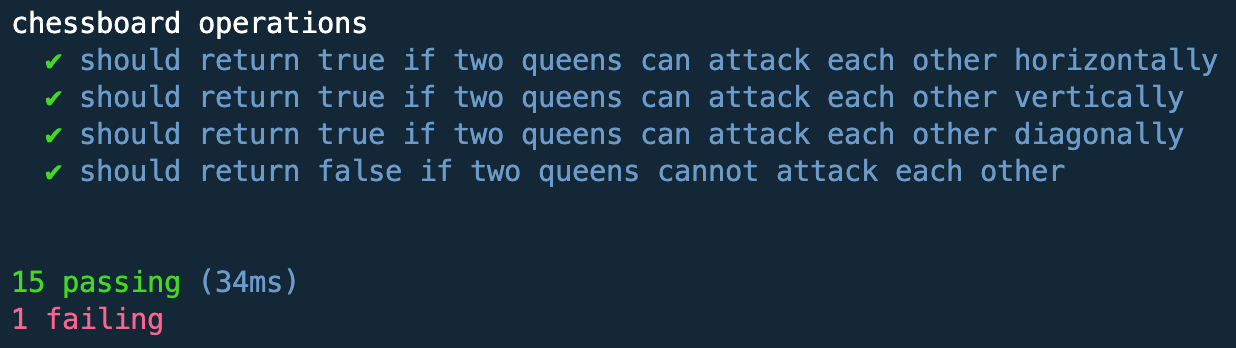 chessboard operations
✔ should return true if two queens can attack each other horizontally
✔ should return true if two queens can attack each other vertically
✔ should return true if two queens can attack each other diagonally
✔ should return false if two queens cannot attack each other
15 passing (34ms)
1 failing